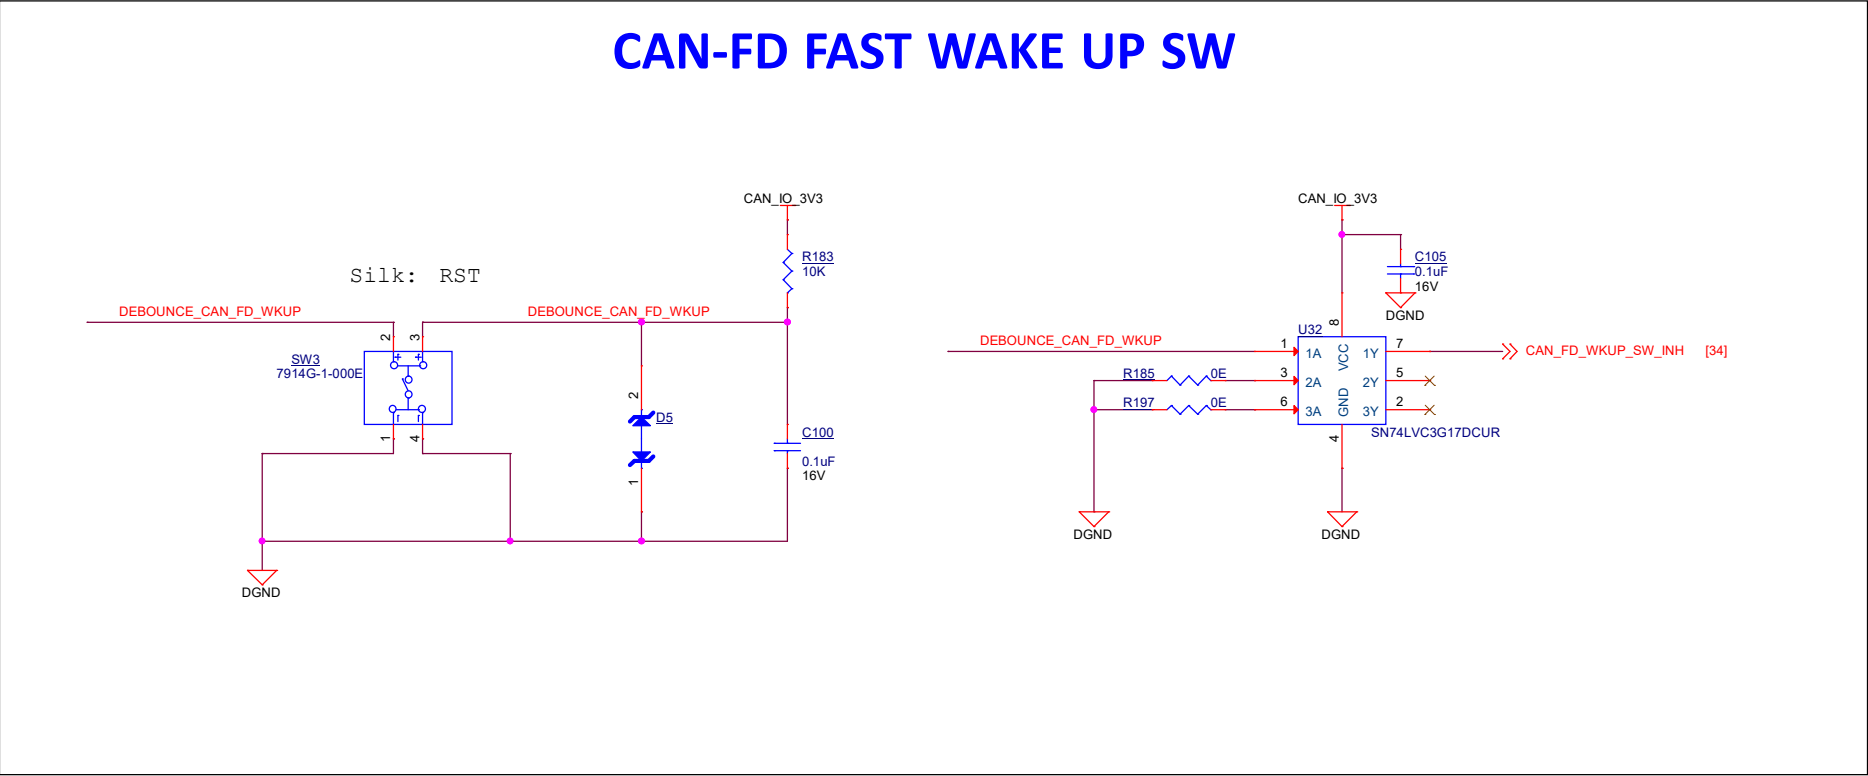 CAN-FD FAST WAKE UP SW
CAN_IO_3V3
R183
10K
Silk: RST
DEBOUNCE_CAN_FD_WKUP
DEBOUNCE_CAN_FD_WKUP
2
3
SW3
7914G-1-000E
1
4
2
D5
1
C100
0.1uF
16V
DGND
CAN_IO_3V3
C105
0.1uF
16V
DGND
8
U32
DEBOUNCE_CAN_FD_WKUP
1
1A
VCC
1Y
7
CAN_FD_WKUP_SW_INH [34]
R185
0E
3
2A
2Y
5
R197
0E
6
3A
GND
3Y
2
SN74LVC3G17DCUR
4
DGND
DGND